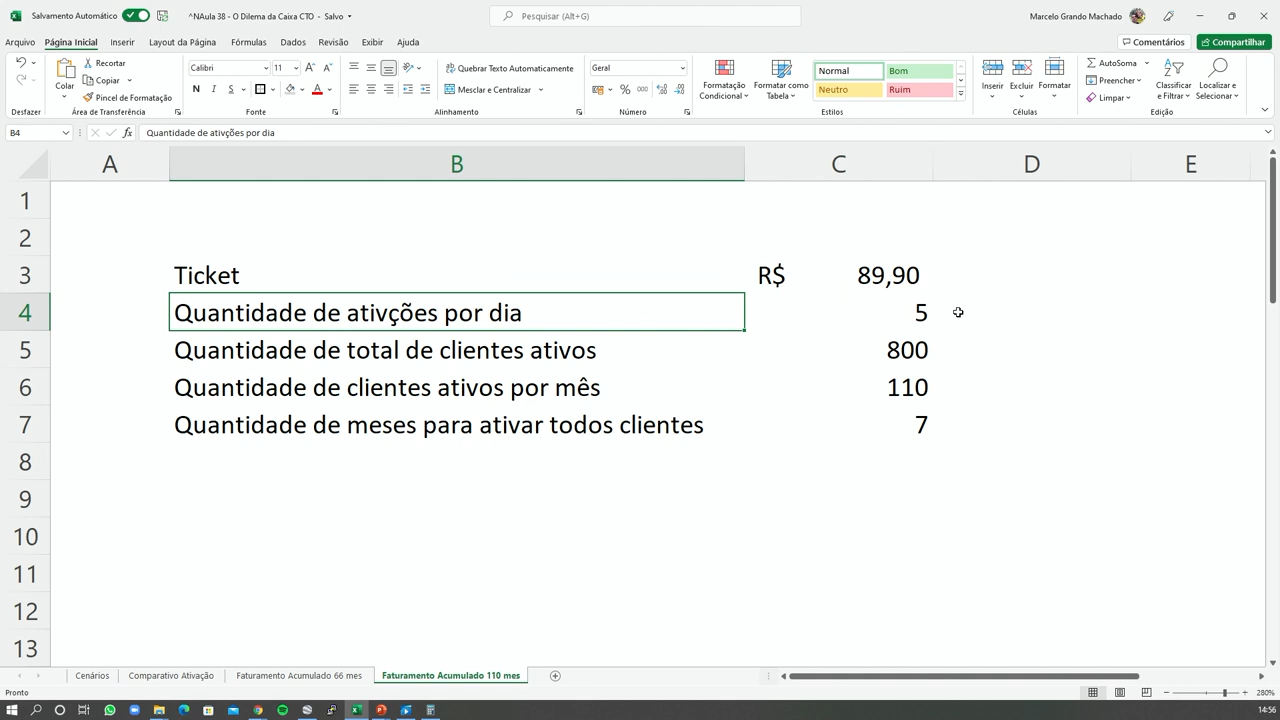 Salvamento Automático ^NAula 38 - O Dilema da Caixa CTO - Salvo Pesquisar (Alt+G) Marcelo Grando Machado
Arquivo Página Inicial Inserir Layout da Página Fórmulas Dados Revisão Exibir Ajuda Comentários Compartilhar
Recortar
Copiar
Pincel de Formatação
Colar
Desfazer
Área de Transferência
Calibri 11
N I S
Fonte
Quebrar Texto Automaticamente
Mesclar e Centralizar
Alinhamento
Geral
% 000
Número
Formatação Condicional
Formatar como Tabela
Normal Bom
Neutro Ruim
Estilos
Inserir Excluir Formatar
Células
AutoSoma
Preencher
Limpar
Classificar e Filtrar
Localizar e Selecionar
Edição
B4 fx Quantidade de ativções por dia
A B C D E
1
2
3 Ticket R$ 89,90
4 Quantidade de ativções por dia 5
5 Quantidade de total de clientes ativos 800
6 Quantidade de clientes ativos por mês 110
7 Quantidade de meses para ativar todos clientes 7
8
9
10
11
12
13
Cenários Comparativo Ativação Faturamento Acumulado 66 mes Faturamento Acumulado 110 mes
Pronto 280%
14:56